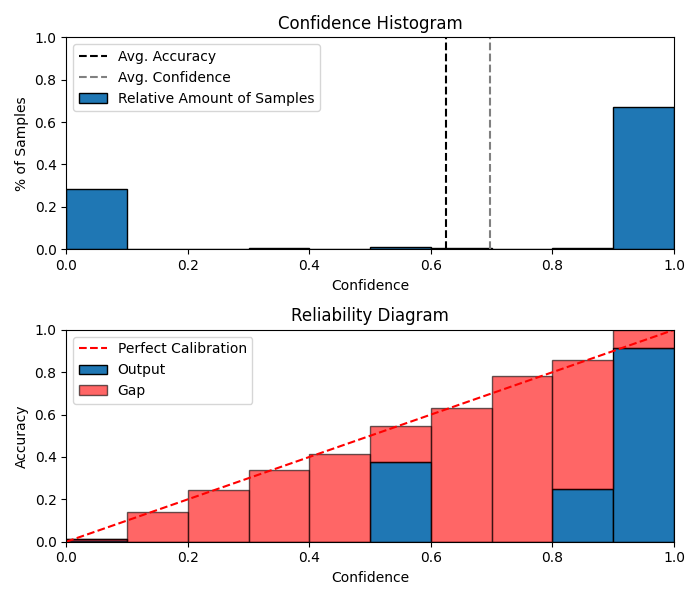 Confidence Histogram
1.0
0.8
0.6
0.4
0.2
0.0
% of Samples
Avg. Accuracy
Avg. Confidence
Relative Amount of Samples
0.0 0.2 0.4 0.6 0.8 1.0
Confidence
Reliability Diagram
1.0
0.8
0.6
0.4
0.2
0.0
Accuracy
Perfect Calibration
Output
Gap
0.0 0.2 0.4 0.6 0.8 1.0
Confidence